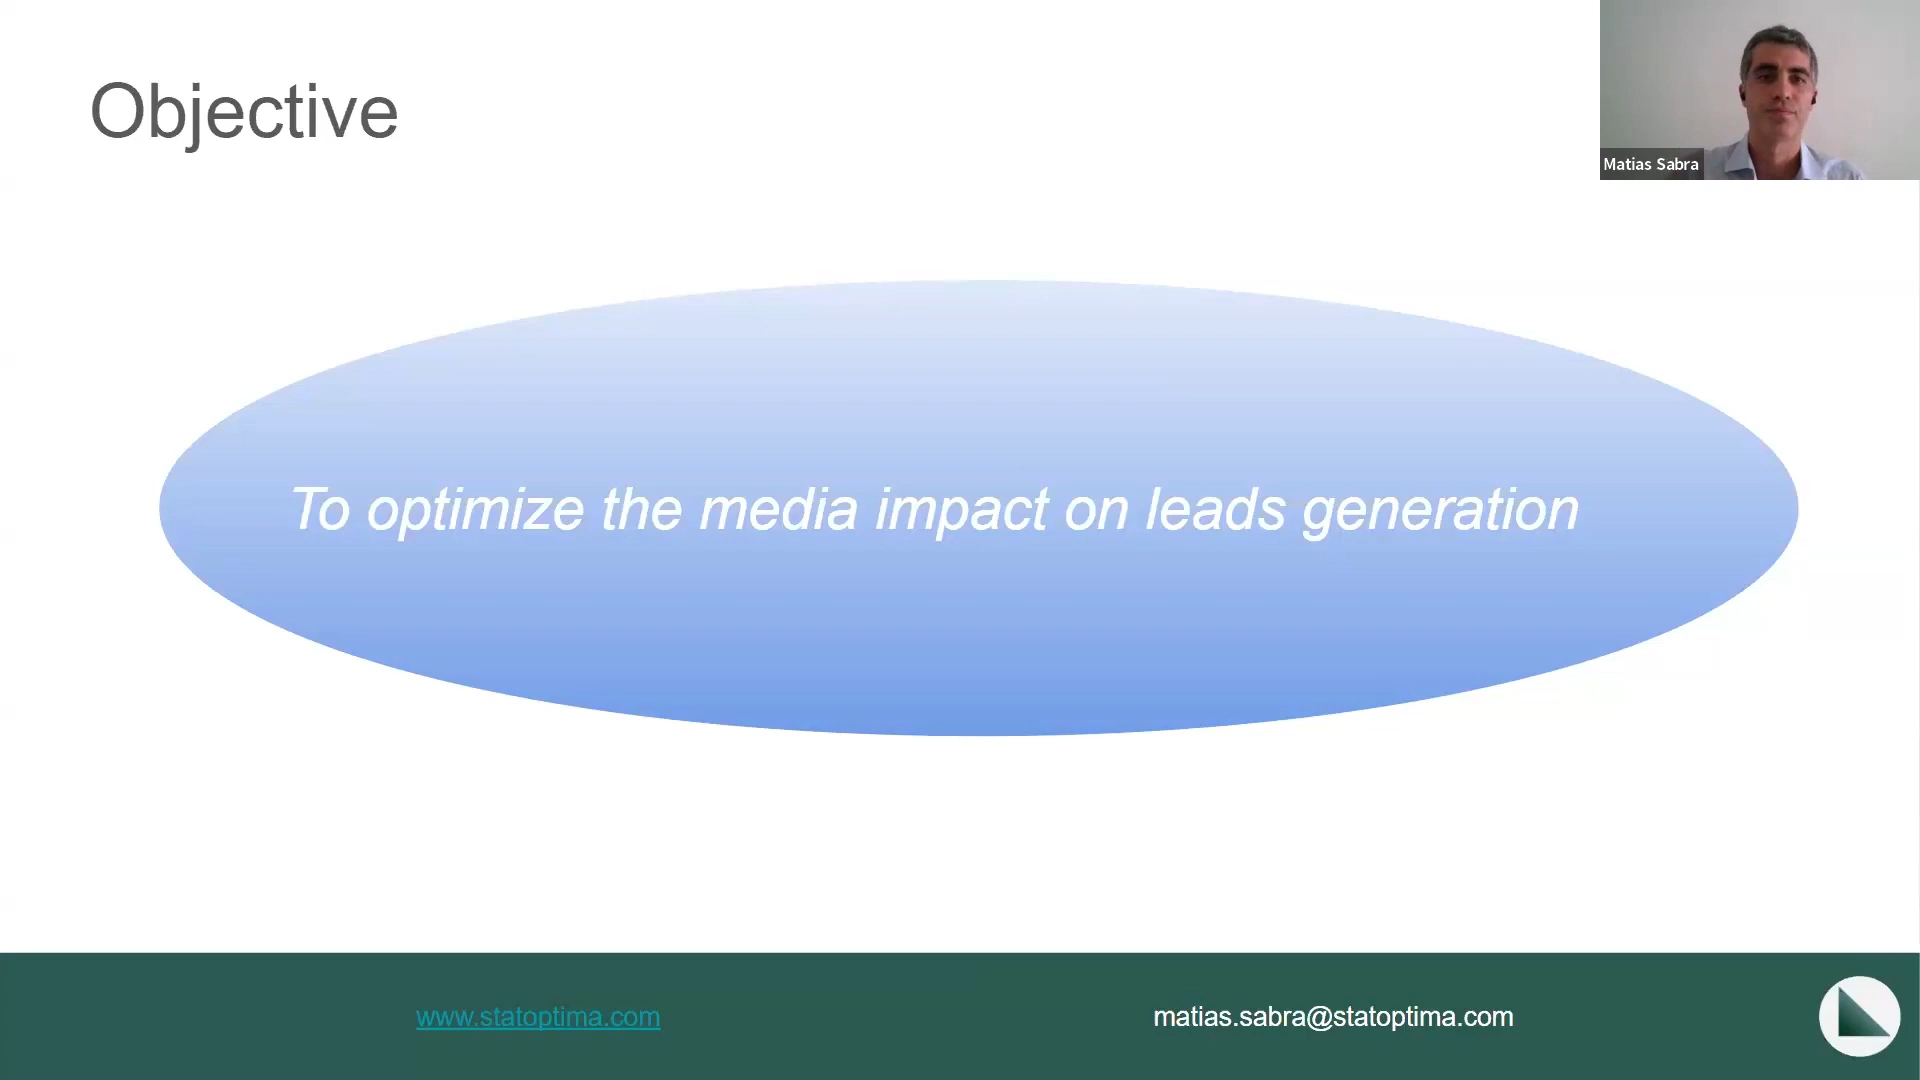 Objective
Matias Sabra
To optimize the media impact on leads generation
www.statoptima.com
matias.sabra@statoptima.com